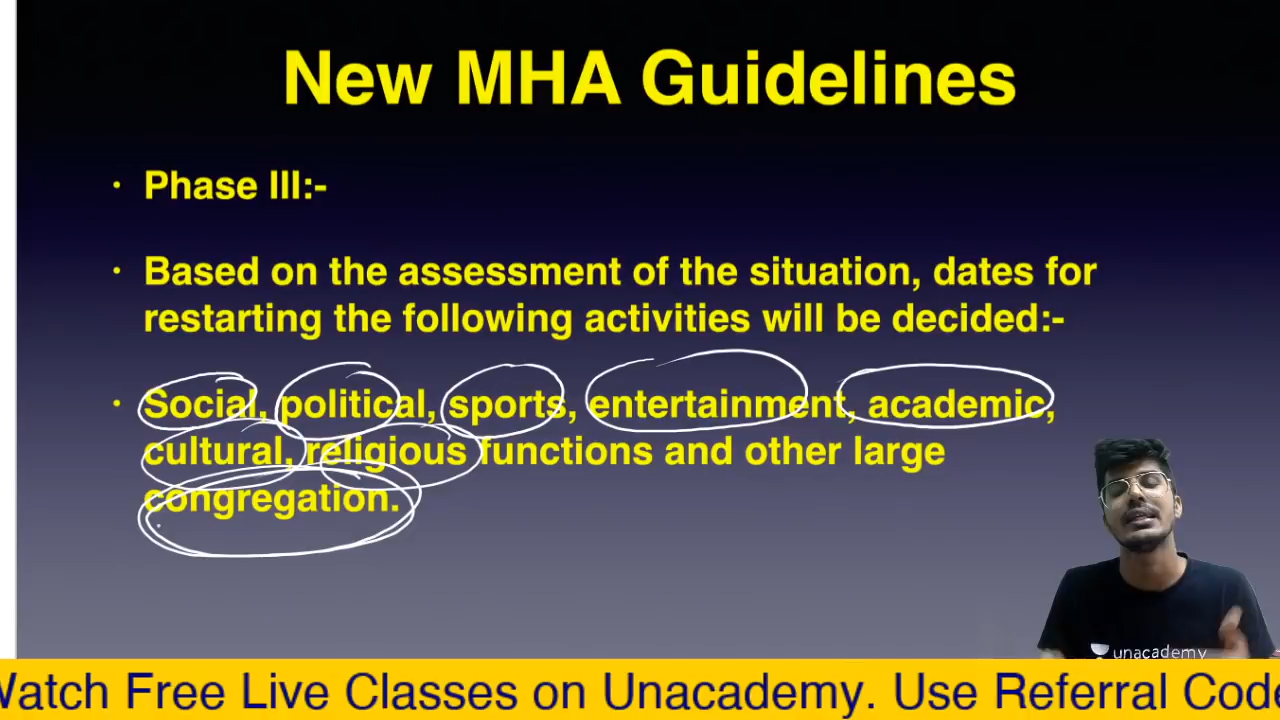 New MHA Guidelines
• Phase III:-
• Based on the assessment of the situation, dates for
restarting the following activities will be decided:-
• Social, political, sports, entertainment, academic,
cultural, religious functions and other large
congregation.
unacademy
Watch Free Live Classes on Unacademy. Use Referral Code